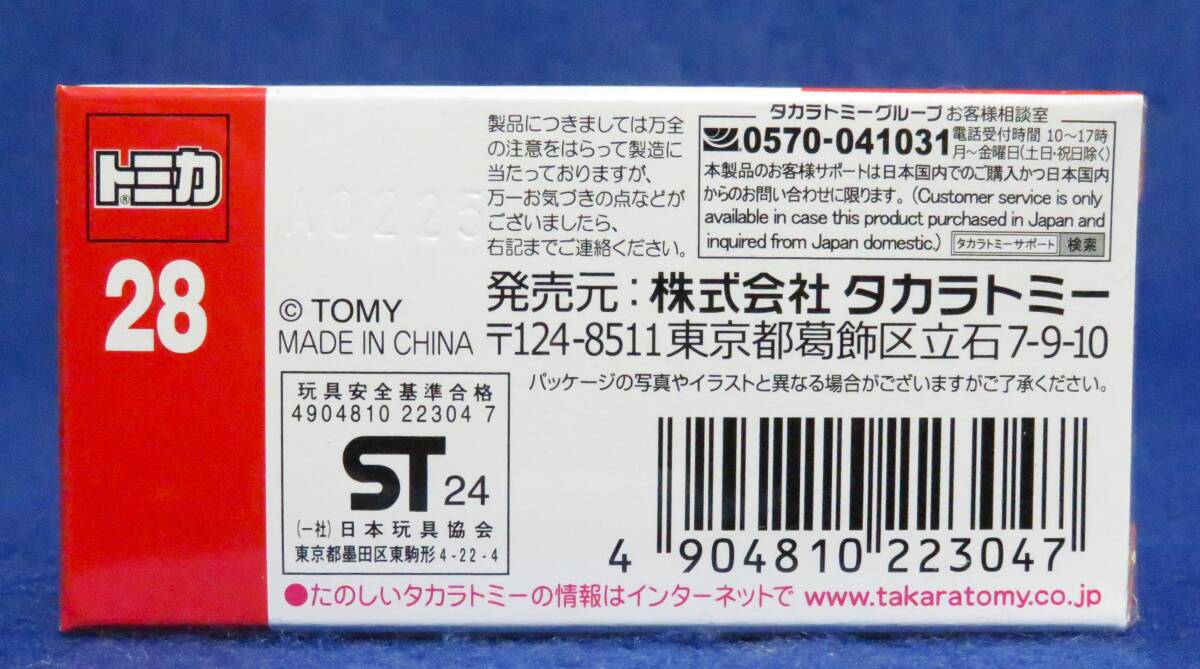 トミカ®
28
A0225
製品につきましては万全
の注意をはらって製造に
当たっておりますが、
万一お気づきの点などが
ございましたら、
右記までご連絡ください。
タカラトミーグループ お客様相談室
0570-041031 電話受付時間 10〜17時
月〜金曜日(土日・祝日除く)
本製品のお客様サポートは日本国内でのご購入かつ日本国内
からのお問い合わせに限ります。(Customer service is only
available in case this product purchased in Japan and
inquired from Japan domestic.) タカラトミーサポート 検索
© TOMY
MADE IN CHINA
発売元:株式会社 タカラトミー
〒124-8511 東京都葛飾区立石7-9-10
パッケージの写真やイラストと異なる場合がございますがご了承ください。
玩具安全基準合格
4904810 22304 7
ST 24
(一社)日本玩具協会
東京都墨田区東駒形4-22-4
4 904810 223047
●たのしいタカラトミーの情報はインターネットで www.takaratomy.co.jp